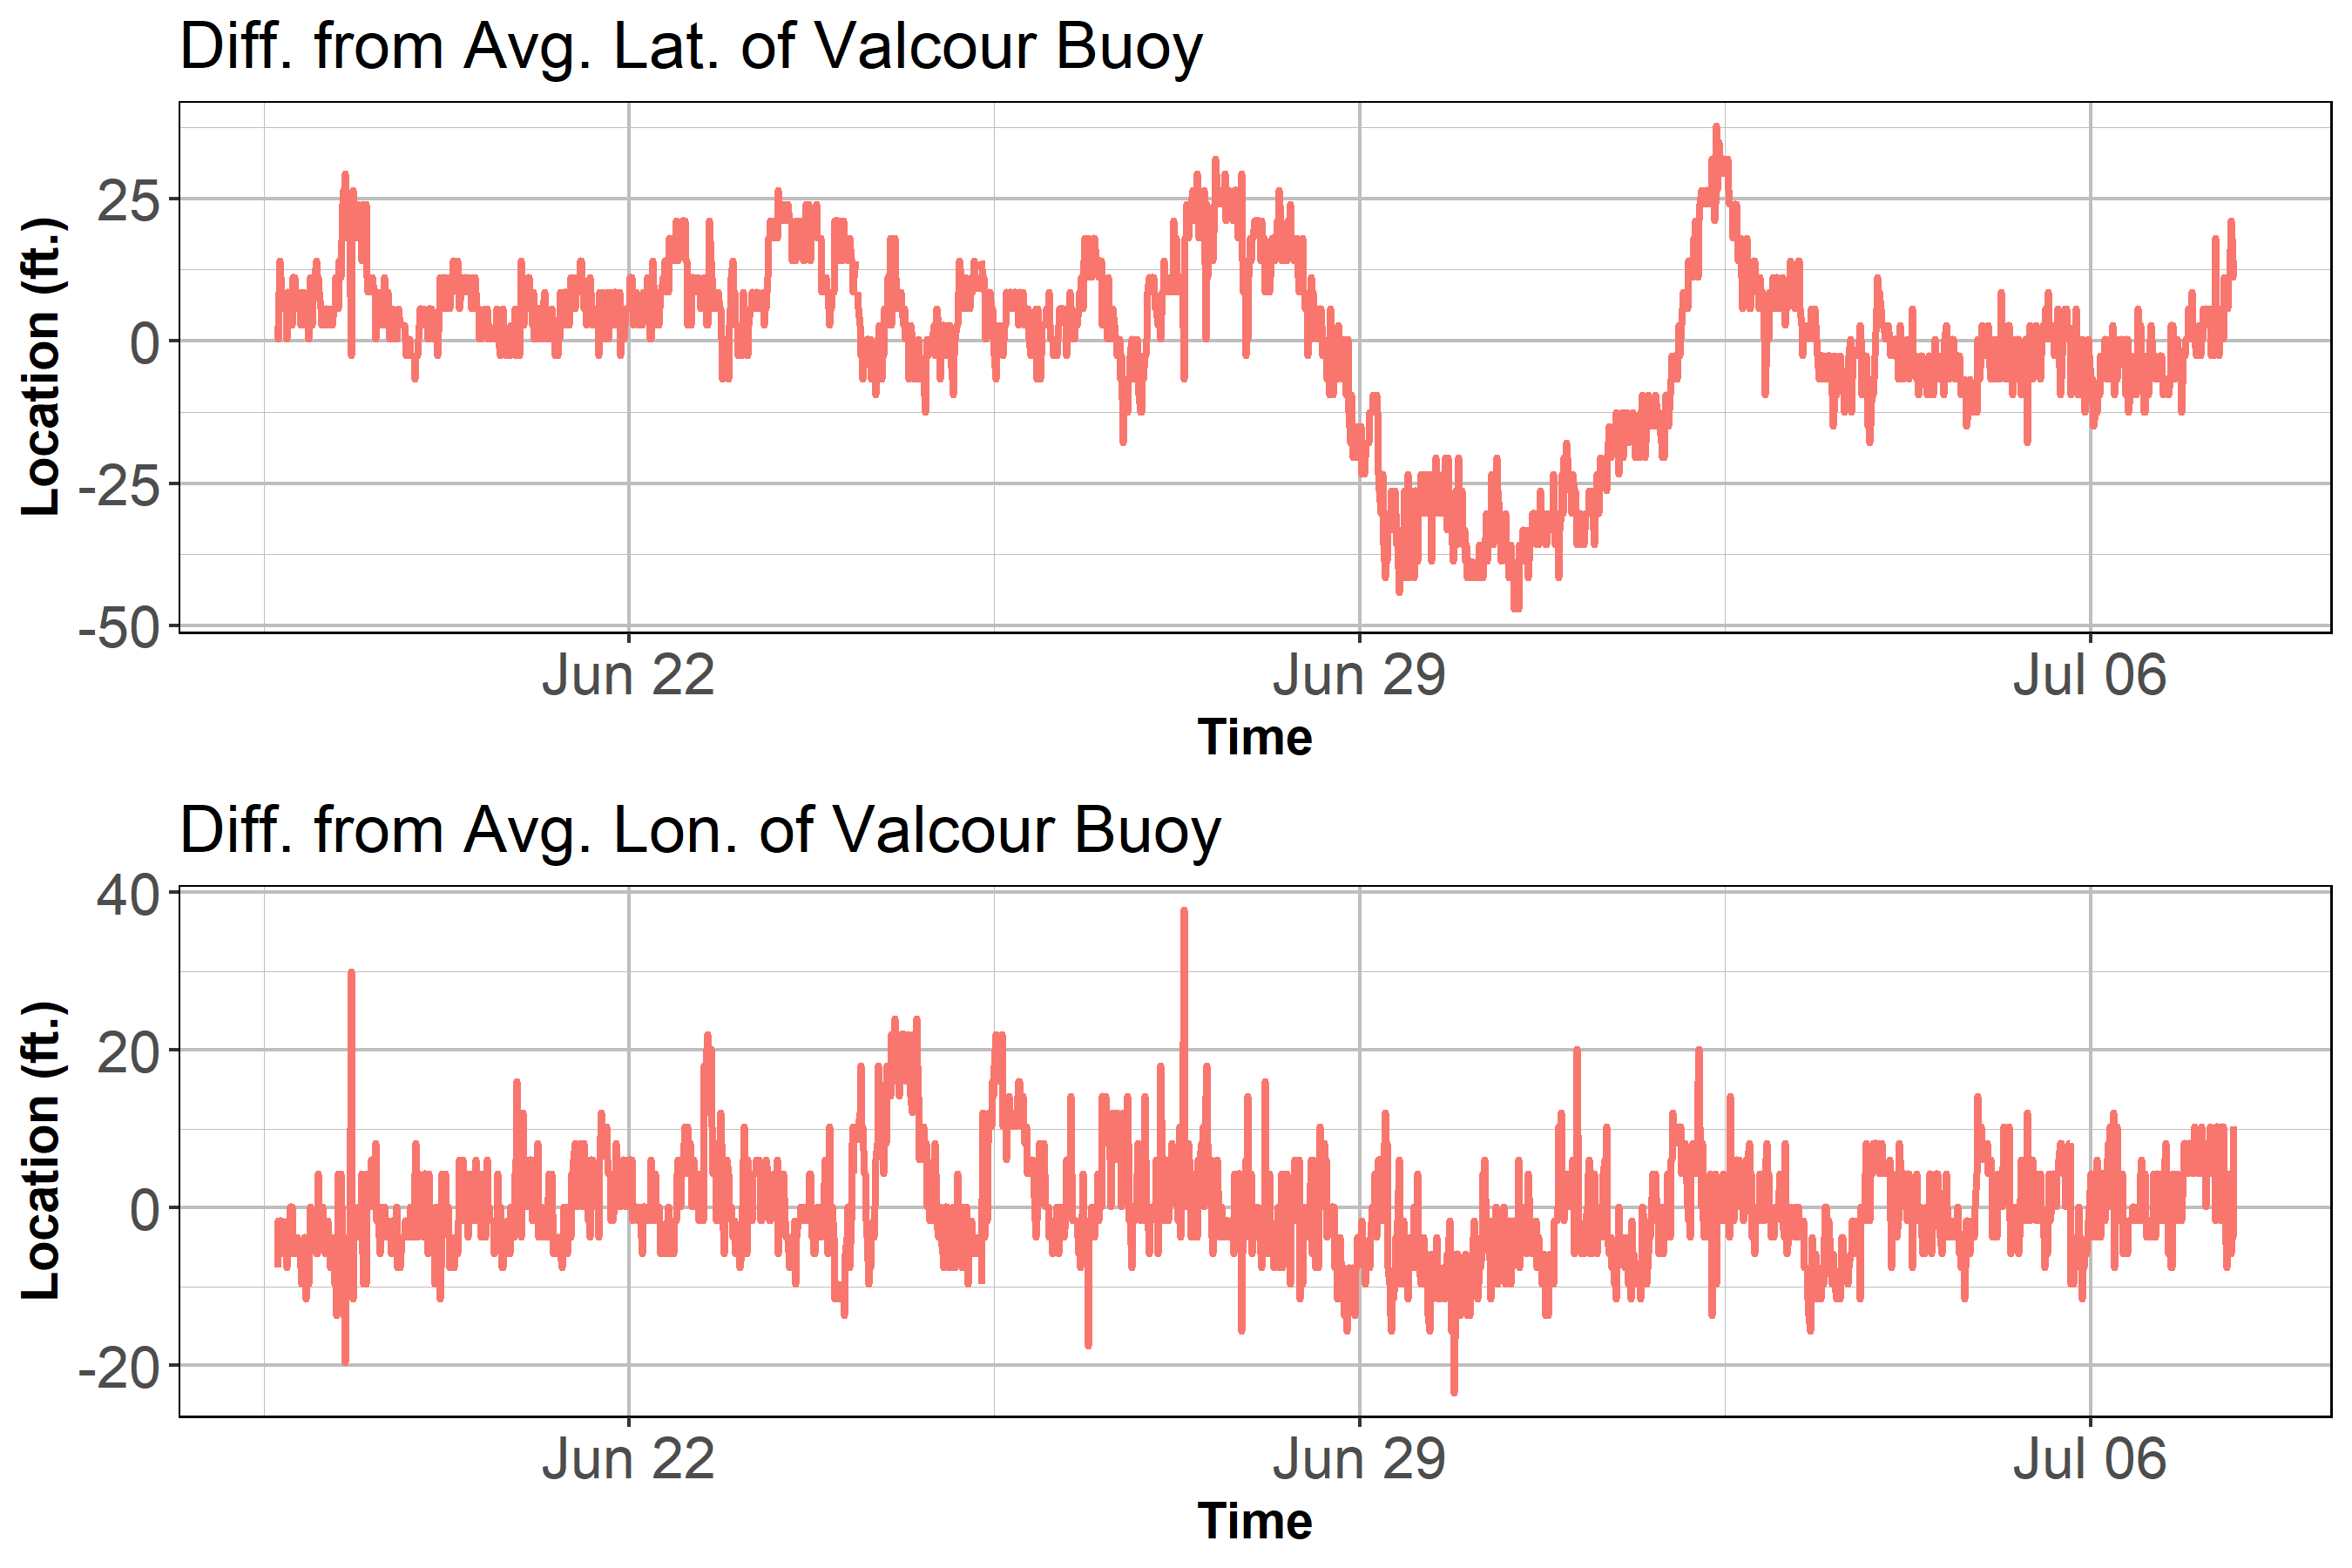 Diff. from Avg. Lat. of Valcour Buoy
Location (ft.)
25
0
-25
-50
Jun 22
Jun 29
Jul 06
Time
Diff. from Avg. Lon. of Valcour Buoy
Location (ft.)
40
20
0
-20
Jun 22
Jun 29
Jul 06
Time